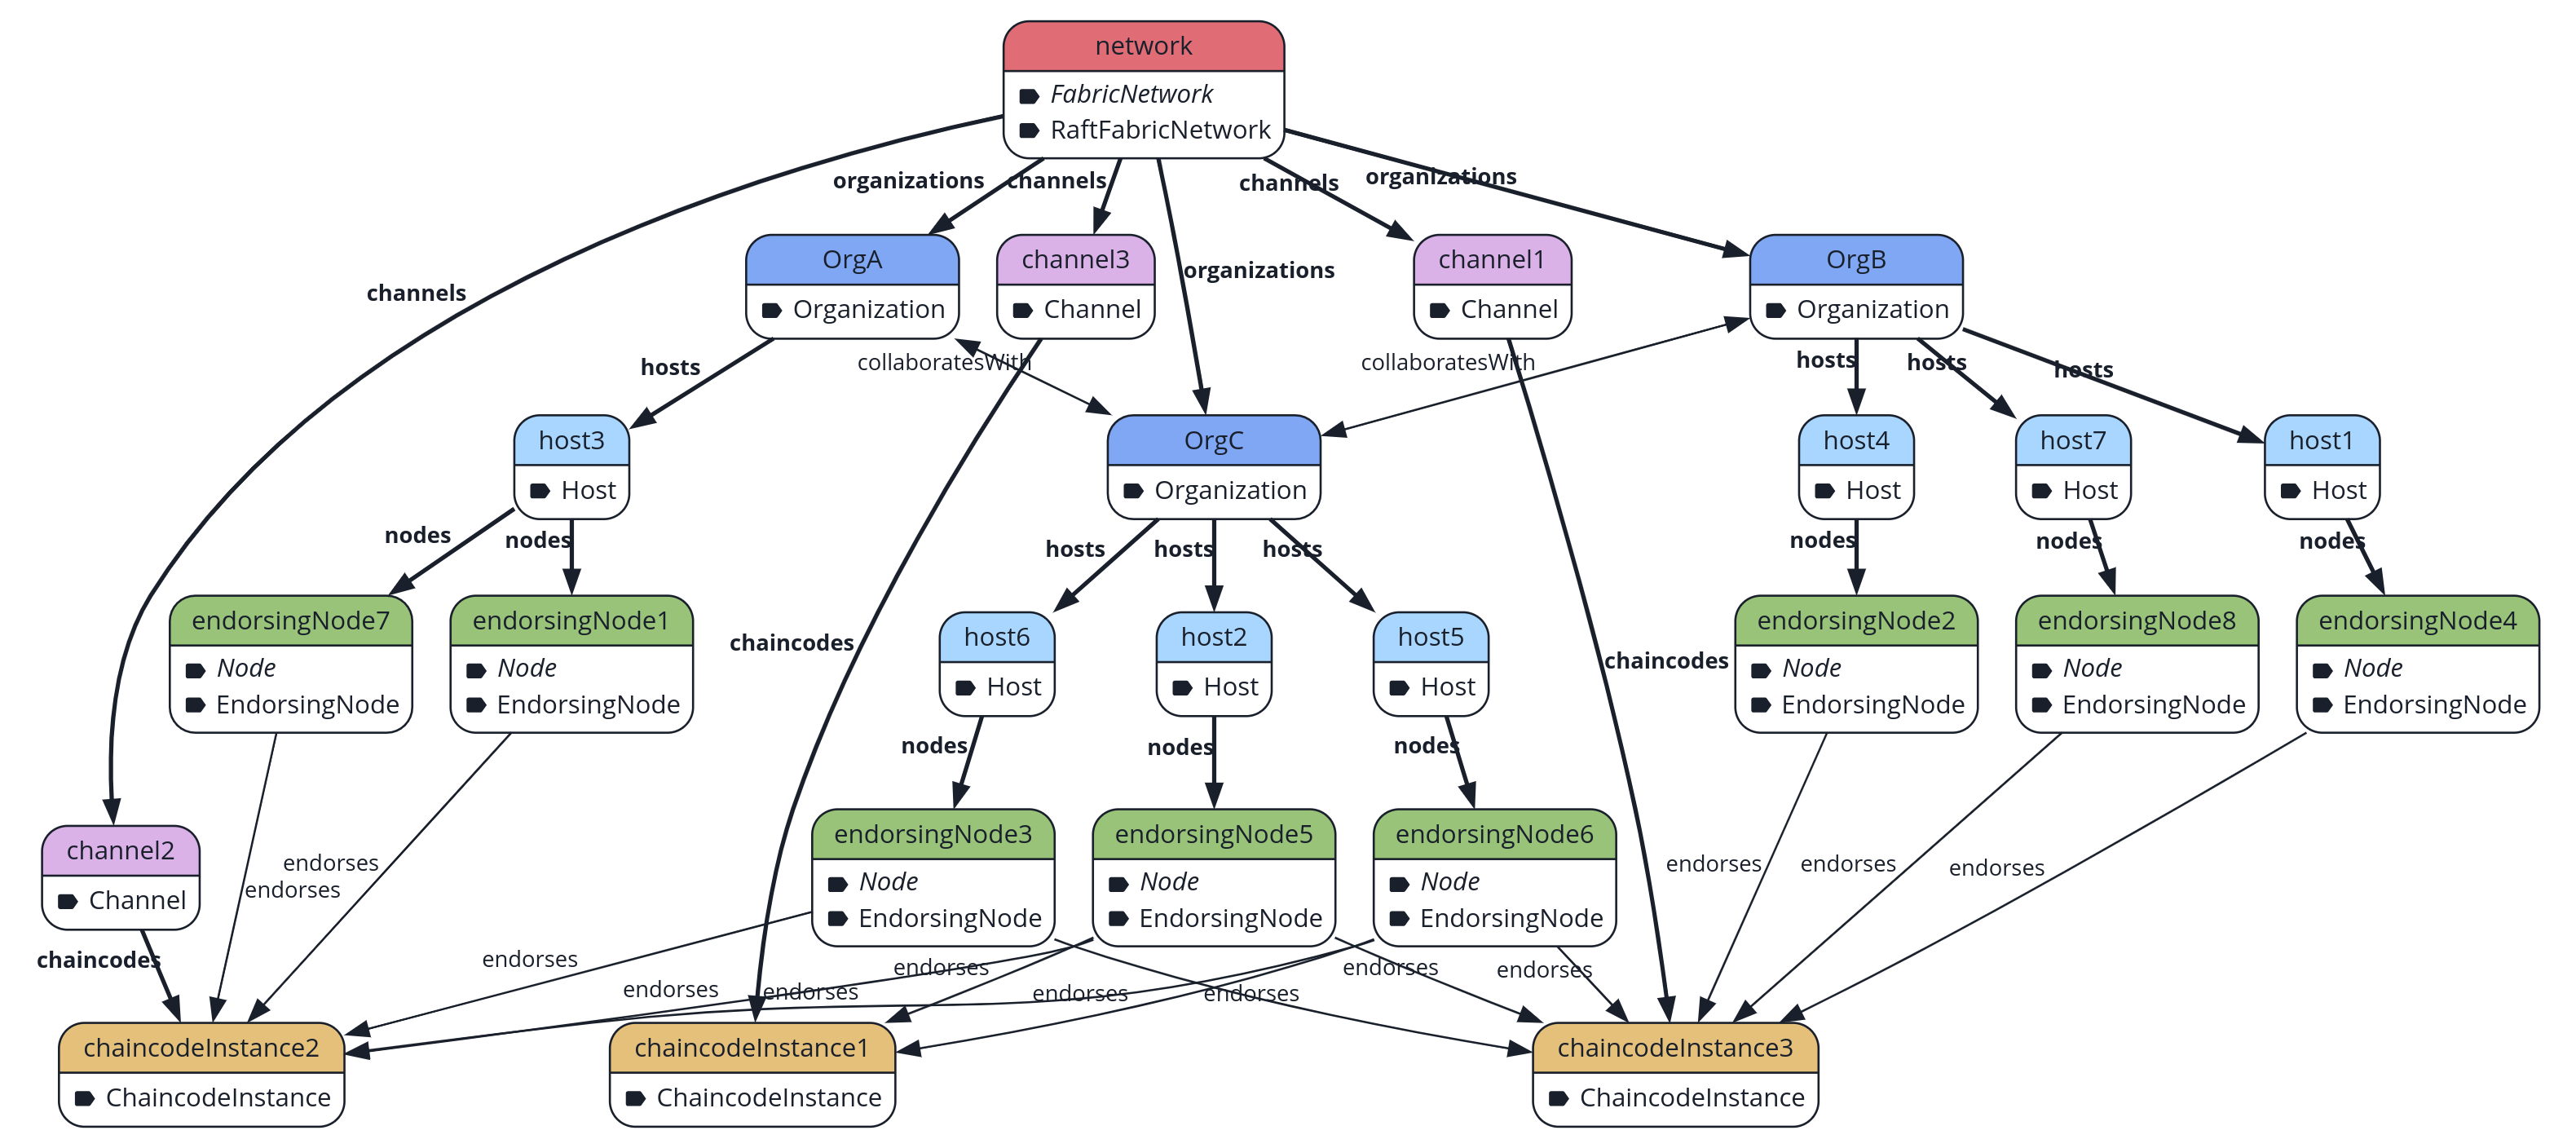 network
FabricNetwork
RaftFabricNetwork
organizations
channels
channels
organizations
channels
organizations
OrgA
Organization
channel3
Channel
channel1
Channel
OrgB
Organization
hosts
collaboratesWith
collaboratesWith
hosts
hosts
hosts
host3
Host
OrgC
Organization
host4
Host
host7
Host
host1
Host
nodes
nodes
hosts
hosts
hosts
nodes
nodes
nodes
endorsingNode7
Node
EndorsingNode
endorsingNode1
Node
EndorsingNode
chaincodes
host6
Host
host2
Host
host5
Host
chaincodes
endorsingNode2
Node
EndorsingNode
endorsingNode8
Node
EndorsingNode
endorsingNode4
Node
EndorsingNode
nodes
nodes
nodes
channel2
Channel
endorses
endorses
endorsingNode3
Node
EndorsingNode
endorsingNode5
Node
EndorsingNode
endorsingNode6
Node
EndorsingNode
endorses
endorses
endorses
chaincodes
endorses
endorses
endorses
endorses
endorses
endorses
endorses
endorses
chaincodeInstance2
ChaincodeInstance
chaincodeInstance1
ChaincodeInstance
chaincodeInstance3
ChaincodeInstance